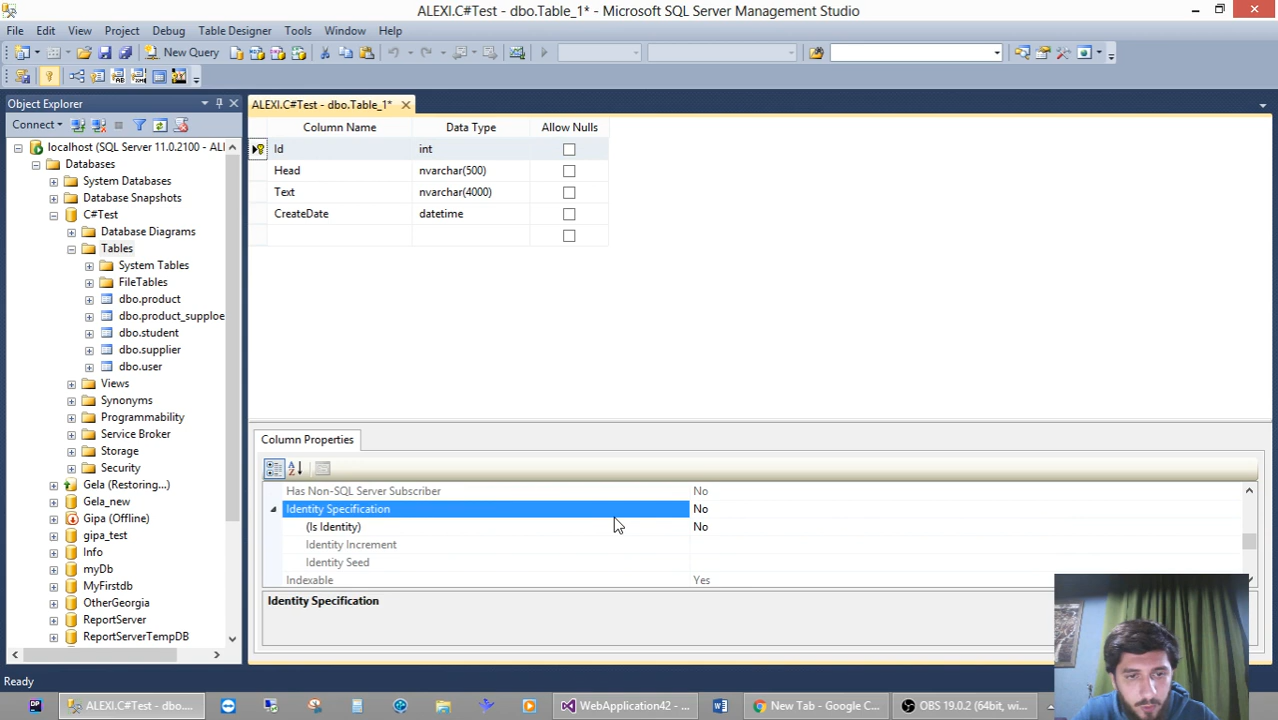 ALEXI.C#Test - dbo.Table_1* - Microsoft SQL Server Management Studio
File Edit View Project Debug Table Designer Tools Window Help
New Query
Object Explorer
ALEXI.C#Test - dbo.Table_1*
Connect
Column Name Data Type Allow Nulls
localhost (SQL Server 11.0.2100 - ALI
Id int
Databases
Head nvarchar(500)
System Databases
Text nvarchar(4000)
Database Snapshots
CreateDate datetime
C#Test
Database Diagrams
Tables
System Tables
FileTables
dbo.product
dbo.product_supploe
dbo.student
dbo.supplier
dbo.user
Views
Synonyms
Programmability
Service Broker
Storage
Security
Gela (Restoring...)
Gela_new
Gipa (Offline)
gipa_test
Info
myDb
MyFirstdb
OtherGeorgia
ReportServer
ReportServerTempDB
Column Properties
Has Non-SQL Server Subscriber No
Identity Specification No
(Is Identity) No
Identity Increment
Identity Seed
Indexable Yes
Identity Specification
Ready
ALEXI.C#Test - dbo....
WebApplication42 - ...
New Tab - Google C...
OBS 19.0.2 (64bit, w...